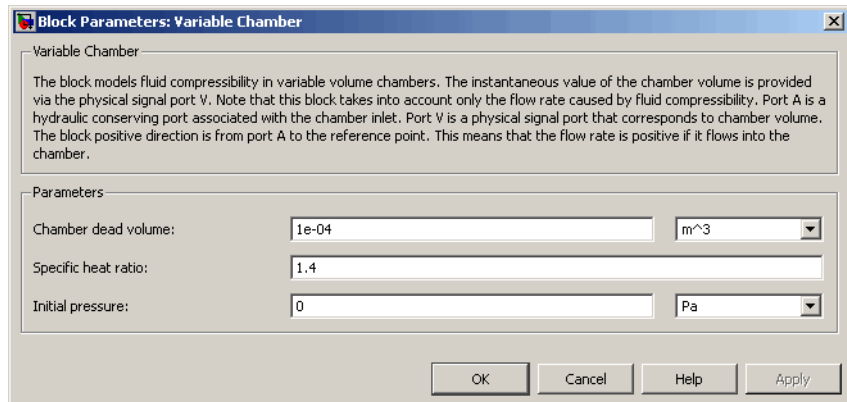 Block Parameters: Variable Chamber
Variable Chamber
The block models fluid compressibility in variable volume chambers. The instantaneous value of the chamber volume is provided
via the physical signal port V. Note that this block takes into account only the flow rate caused by fluid compressibility. Port A is a
hydraulic conserving port associated with the chamber inlet. Port V is a physical signal port that corresponds to chamber volume.
The block positive direction is from port A to the reference point. This means that the flow rate is positive if it flows into the
chamber.
Parameters
Chamber dead volume: 1e-04 m^3
Specific heat ratio: 1.4
Initial pressure: 0 Pa
OK Cancel Help Apply